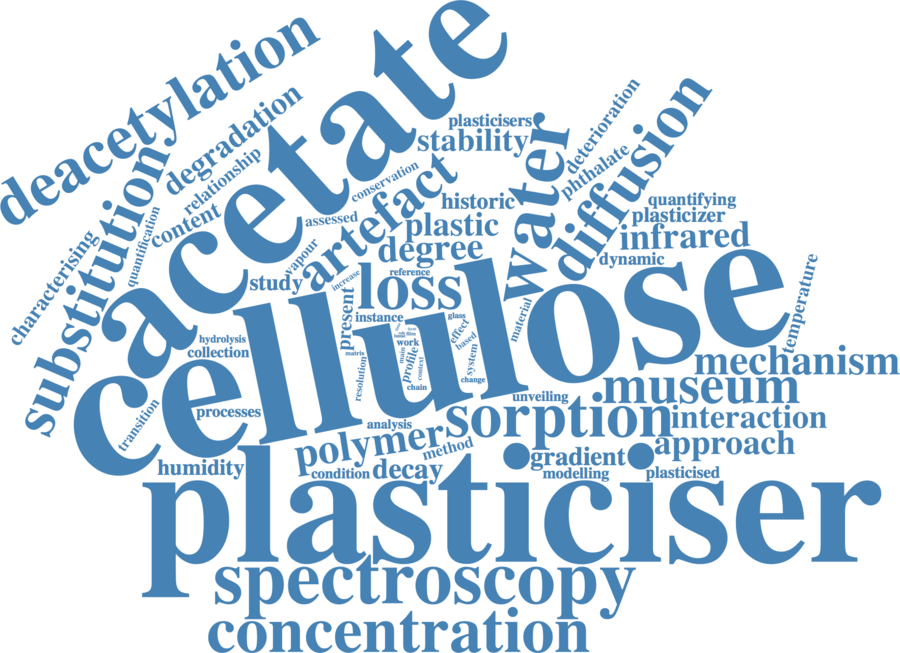 deacetylation
acetate
degradation
relationship
substitution
content
quantification
characterising
conservation
assessed
artefact
vapour
study
plasticisers
stability
historic
plastic
degree
water
deterioration
phthalate
diffusion
quantifying
plasticizer
infrared
dynamic
increase
reference
loss
present
instance
glass
material
temperature
cellulose
hydrolysis
collection
matrix
resolution
work
film
main
profile
context
chain
effect
based
system
change
transition
processes
analysis
unveiling
mechanism
museum
sorption
interaction
approach
polymer
method
humidity
condition
decay
gradient
modelling
plasticised
plasticiser
spectroscopy
concentration